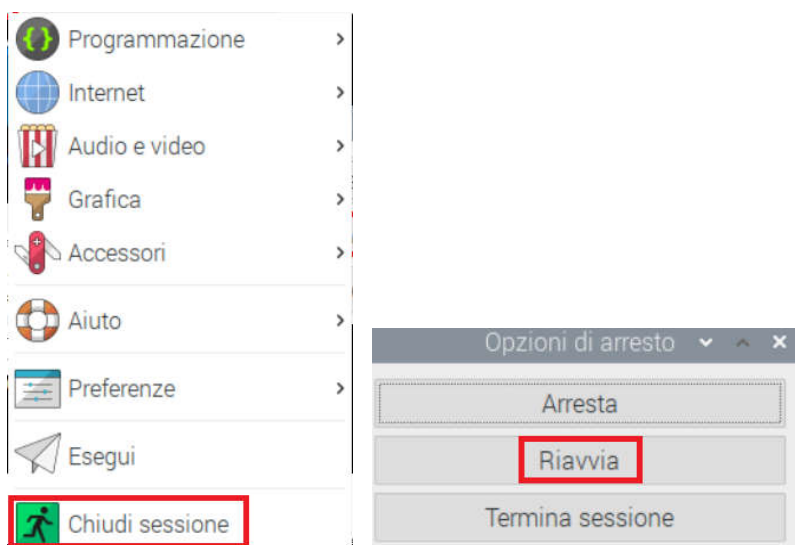 Programmazione
Internet
Audio e video
Grafica
Accessori
Aiuto
Preferenze
Esegui
Chiudi sessione
Opzioni di arresto
Arresta
Riavvia
Termina sessione